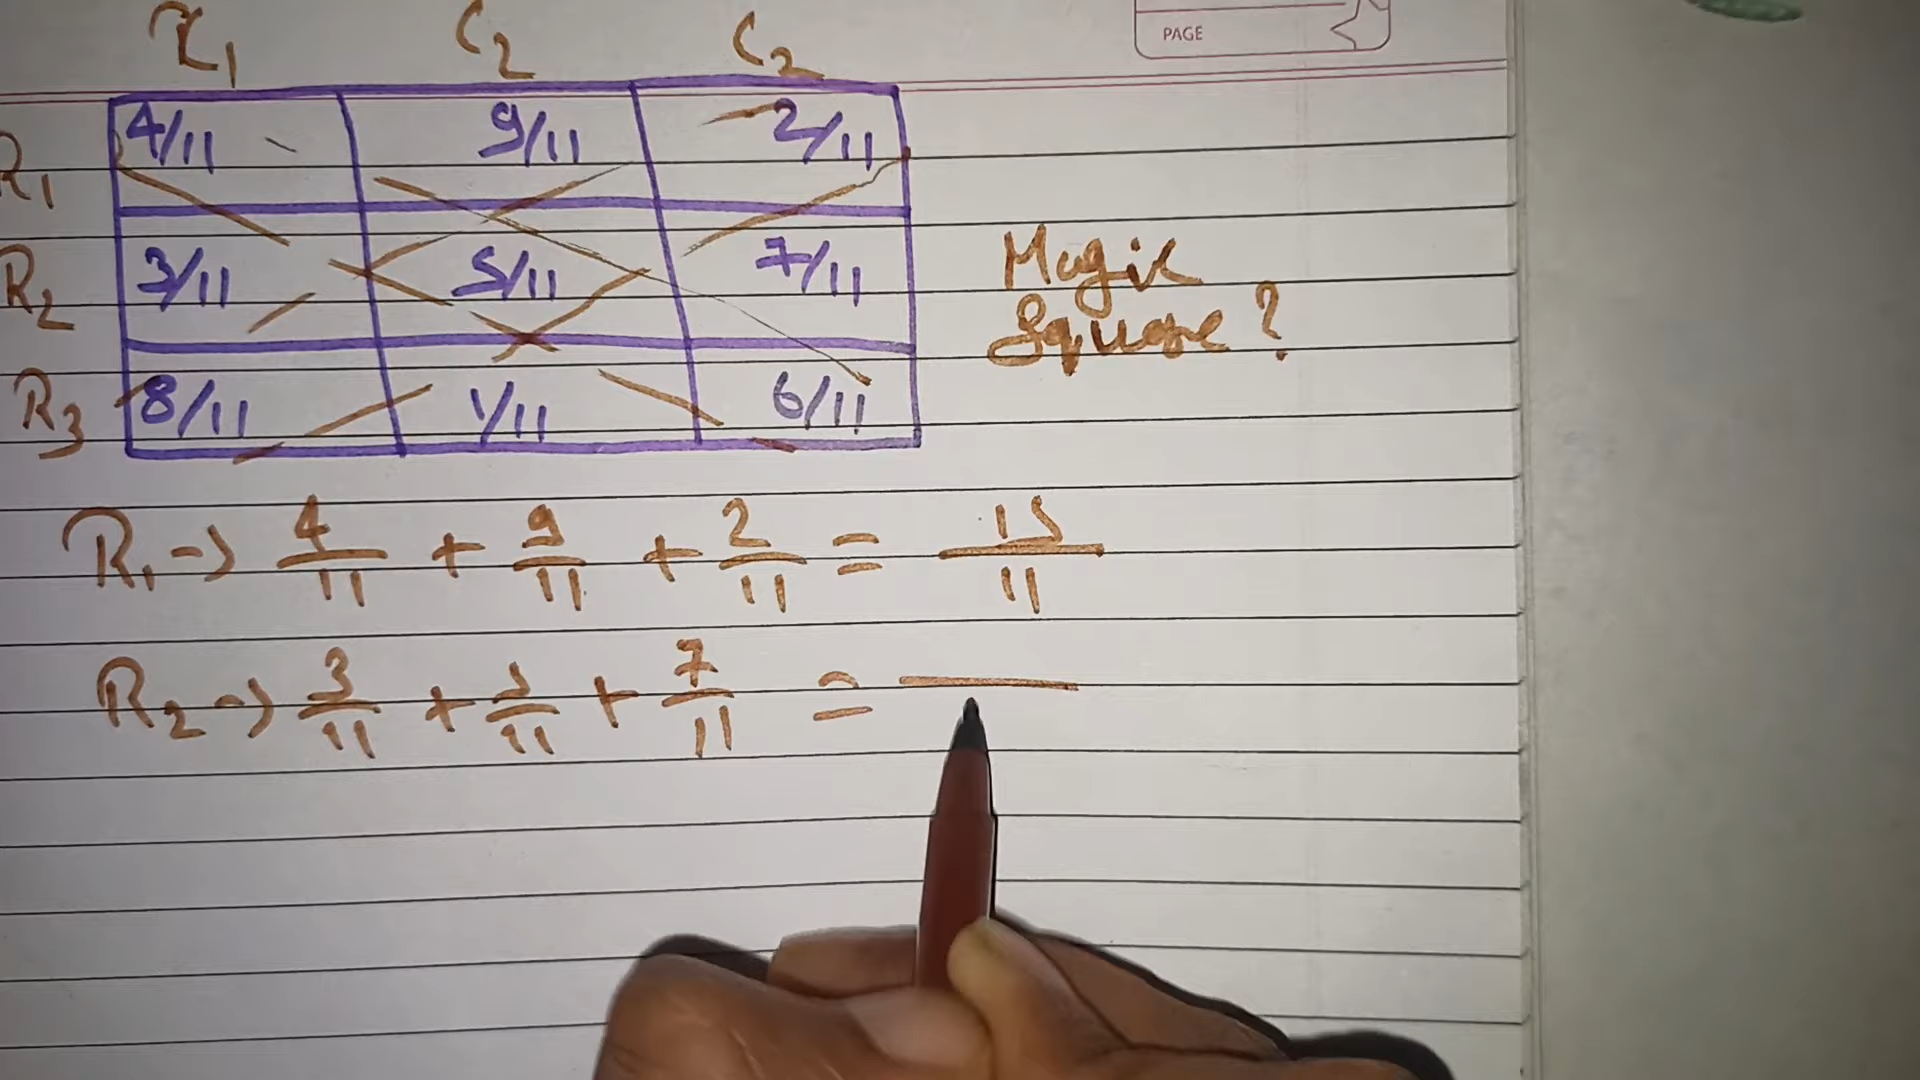 PAGE
C1 C2 C2
R1 4/11 9/11 2/11
R2 3/11 5/11 7/11
Magic
Square ?
R3 8/11 1/11 6/11
R1 → 4/11 + 9/11 + 2/11 = 15/11
R2 → 3/11 + 5/11 + 7/11 =